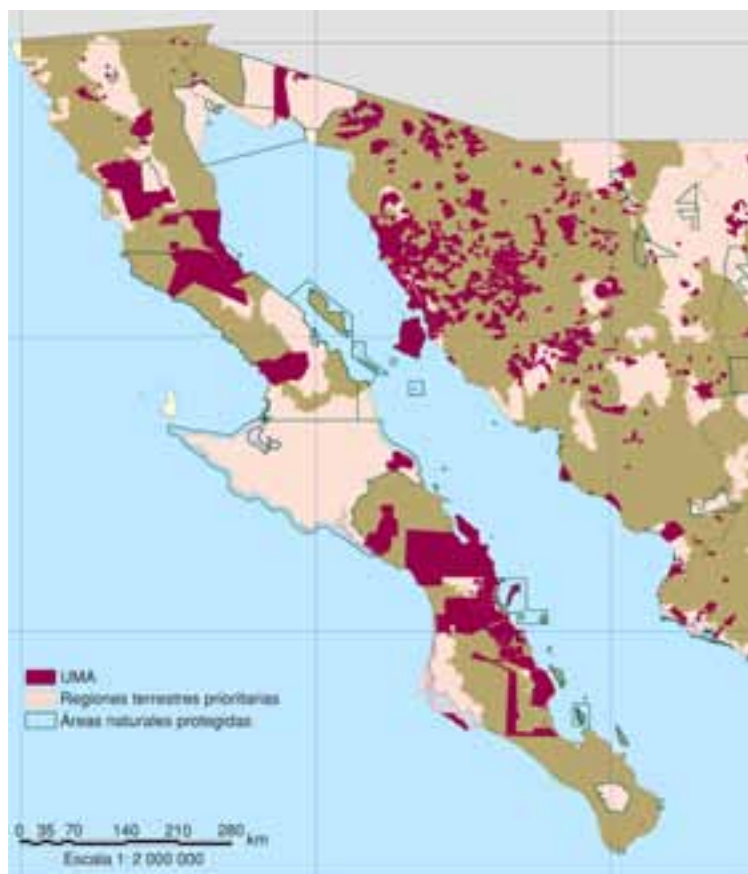 UMA
Regiones terrestres prioritarias
Áreas naturales protegidas
0 35 70 140 210 280 km
Escala 1: 2 000 000